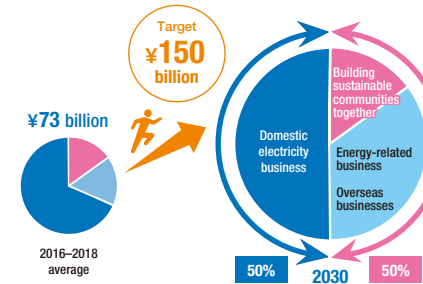 Target
¥150
billion
¥73 billion
2016–2018
average
Domestic
electricity
business
Building
sustainable
communities
together
Energy-related
business
Overseas
businesses
50%
2030
50%